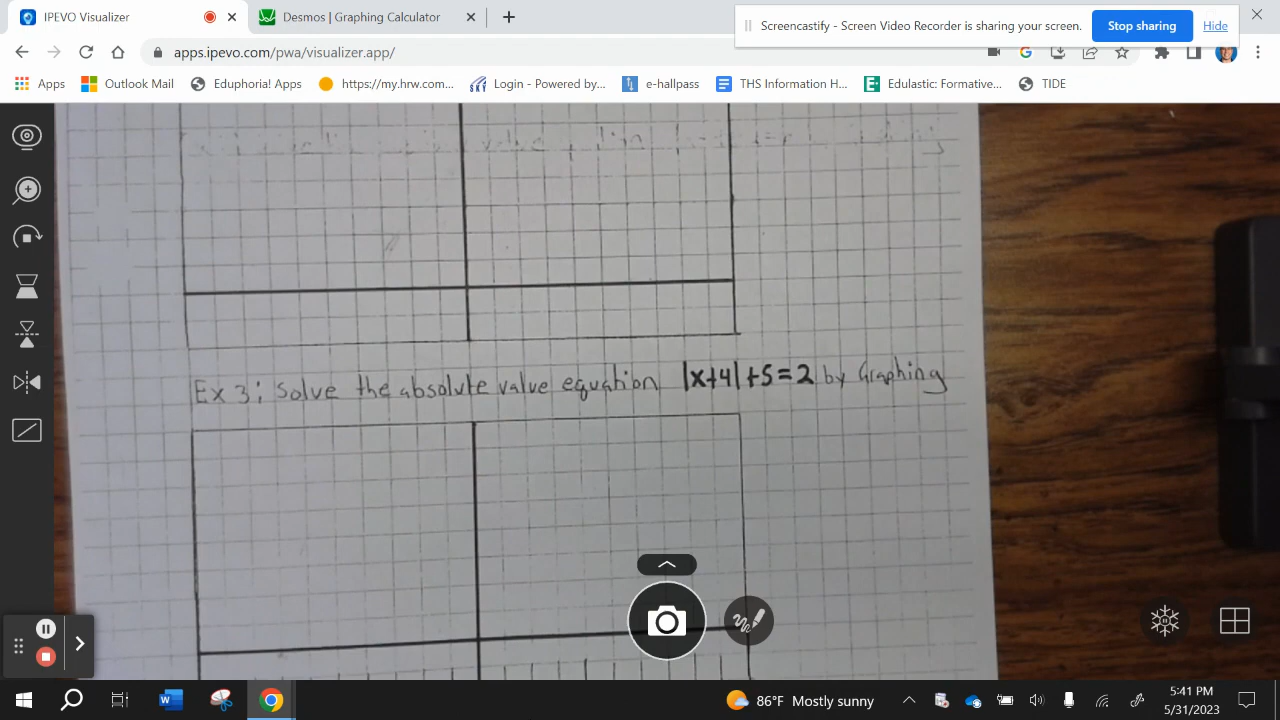 IPEVO Visualizer
Desmos | Graphing Calculator
Screencastify - Screen Video Recorder is sharing your screen.
Stop sharing
Hide
apps.ipevo.com/pwa/visualizer.app/
Apps
Outlook Mail
Eduphoria! Apps
https://my.hrw.com...
Login - Powered by...
e-hallpass
THS Information H...
Edulastic: Formative...
TIDE
Ex 3: Solve the absolute value equation |x+4|+5=2 by Graphing
86°F Mostly sunny
5:41 PM
5/31/2023